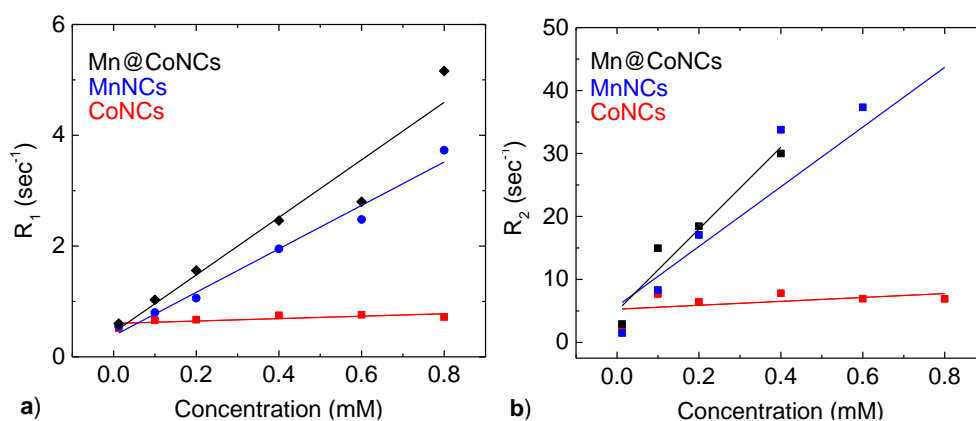 6
4
2
0
R1 (sec-1)
Mn@CoNCs
MnNCs
CoNCs
0.0 0.2 0.4 0.6 0.8
Concentration (mM)
a)
50
40
30
20
10
0
R2 (sec-1)
Mn@CoNCs
MnNCs
CoNCs
0.0 0.2 0.4 0.6 0.8
Concentration (mM)
b)